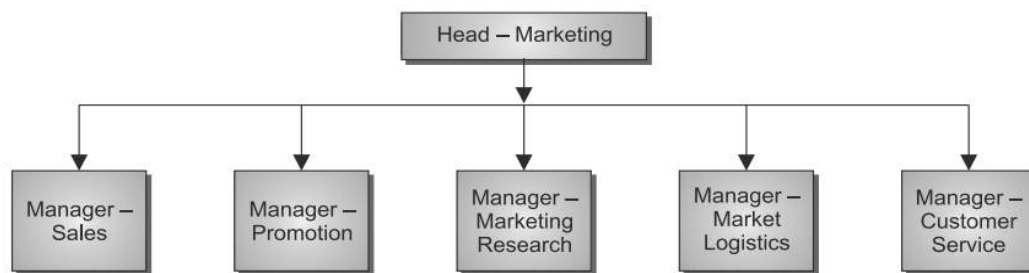 Head – Marketing
Manager –
Sales
Manager –
Promotion
Manager –
Marketing
Research
Manager –
Market
Logistics
Manager –
Customer
Service